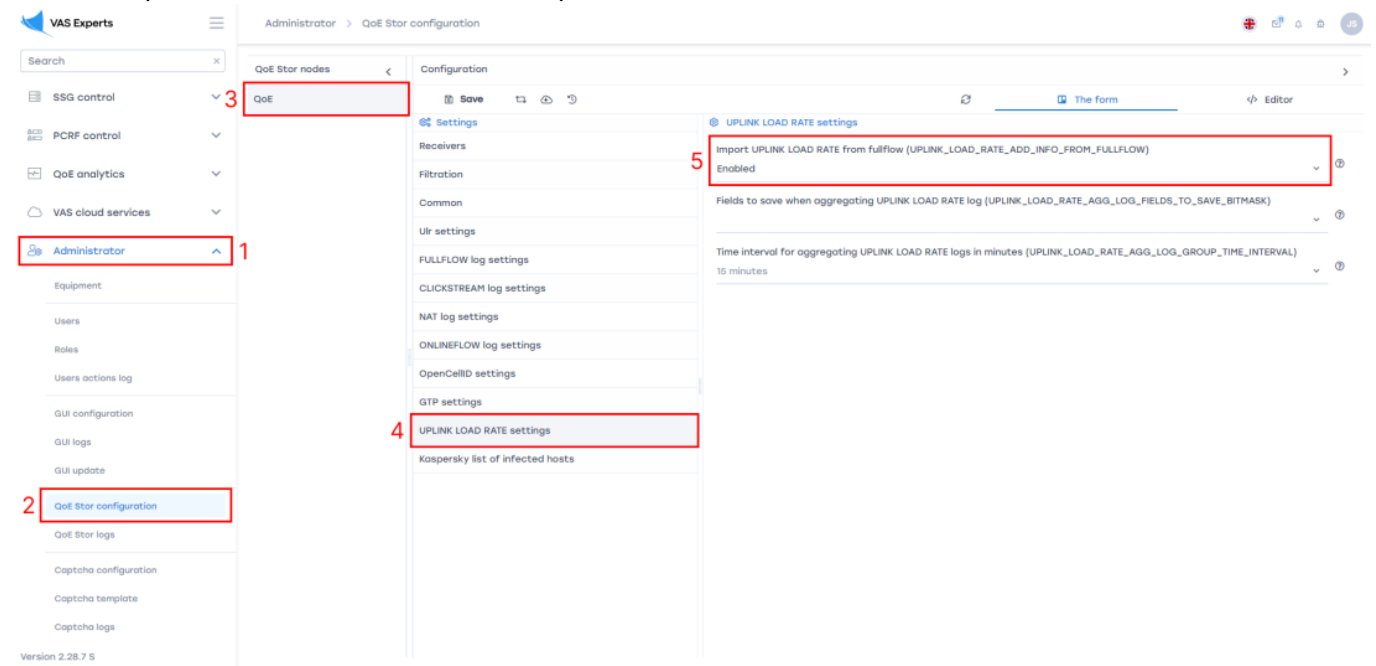 VAS Experts
Administrator > QoE Stor configuration
JS
Search
SSG control
PCRF control
QoE analytics
VAS cloud services
Administrator
1
Equipment
Users
Roles
Users actions log
GUI configuration
GUI logs
GUI update
2
QoE Stor configuration
QoE Stor logs
Captcha configuration
Captcha template
Captcha logs
Version 2.28.7 S
QoE Stor nodes
3
QoE
Configuration
Save
The form
</> Editor
Settings
Receivers
Filtration
Common
Ulr settings
FULLFLOW log settings
CLICKSTREAM log settings
NAT log settings
ONLINEFLOW log settings
OpenCellID settings
GTP settings
4
UPLINK LOAD RATE settings
Kaspersky list of infected hosts
UPLINK LOAD RATE settings
5
Import UPLINK LOAD RATE from fullflow (UPLINK_LOAD_RATE_ADD_INFO_FROM_FULLFLOW)
Enabled
Fields to save when aggregating UPLINK LOAD RATE log (UPLINK_LOAD_RATE_AGG_LOG_FIELDS_TO_SAVE_BITMASK)
Time interval for aggregating UPLINK LOAD RATE logs in minutes (UPLINK_LOAD_RATE_AGG_LOG_GROUP_TIME_INTERVAL)
15 minutes